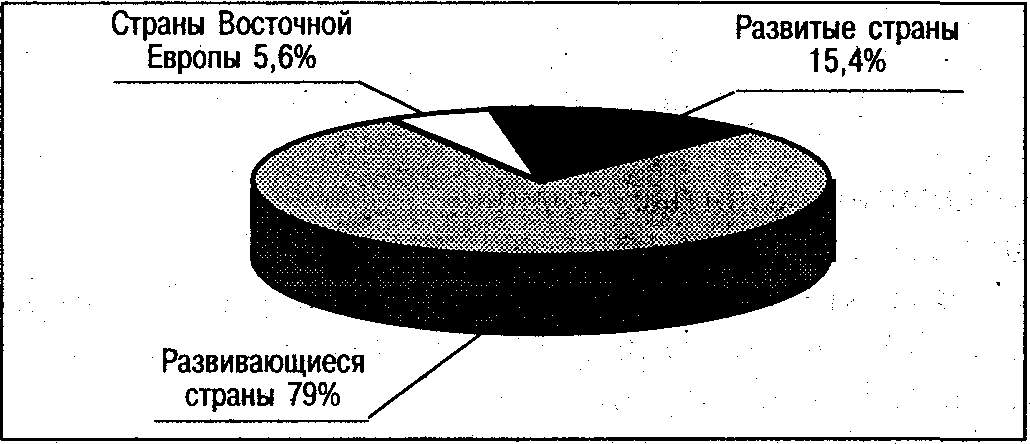 Страны Восточной
Европы 5,6%
Развитые страны
15,4%
Развивающиеся
страны 79%